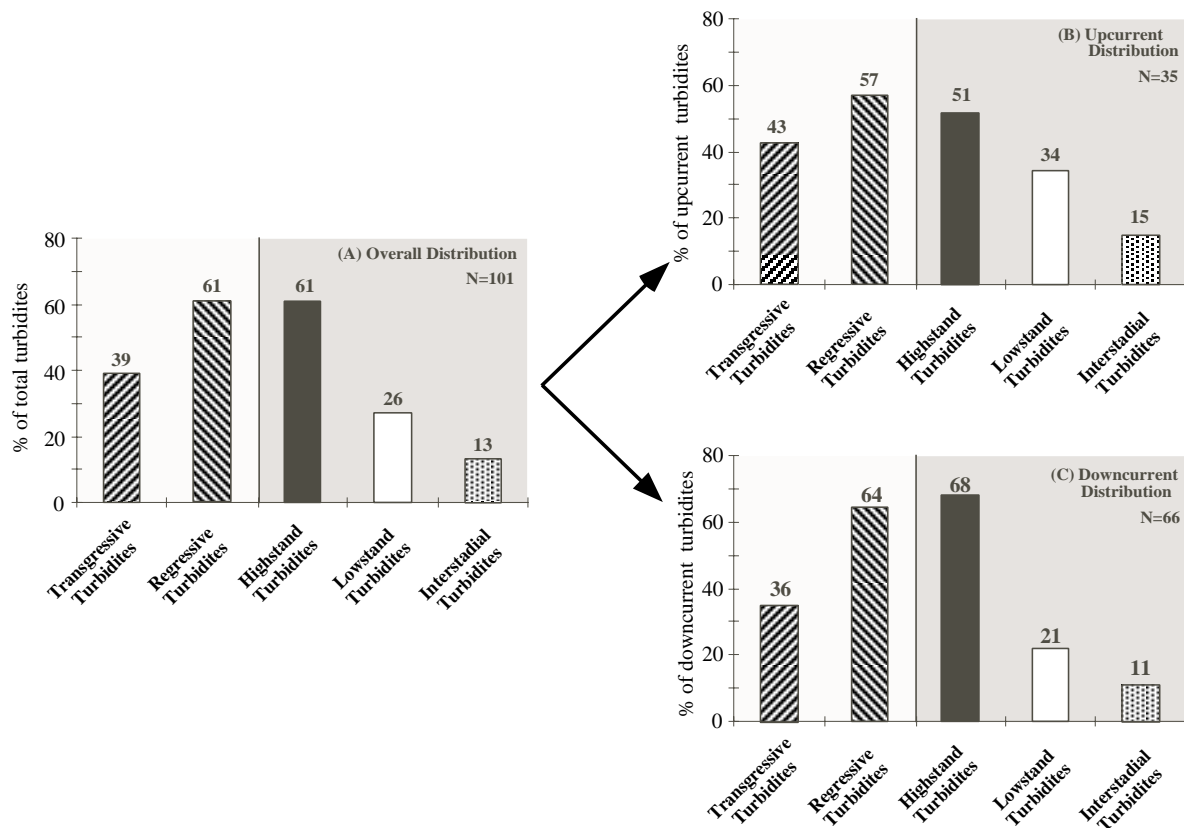 80
60
40
20
0
% of total turbidites
(A) Overall Distribution
N=101
39
61
61
26
13
Transgressive
Turbidites
Regressive
Turbidites
Highstand
Turbidites
Lowstand
Turbidites
Interstadial
Turbidites
80
60
40
20
0
% of upcurrent turbidites
(B) Upcurrent
Distribution
N=35
43
57
51
34
15
Transgressive
Turbidites
Regressive
Turbidites
Highstand
Turbidites
Lowstand
Turbidites
Interstadial
Turbidites
80
60
40
20
0
% of downcurrent turbidites
(C) Downcurrent
Distribution
N=66
36
64
68
21
11
Transgressive
Turbidites
Regressive
Turbidites
Highstand
Turbidites
Lowstand
Turbidites
Interstadial
Turbidites